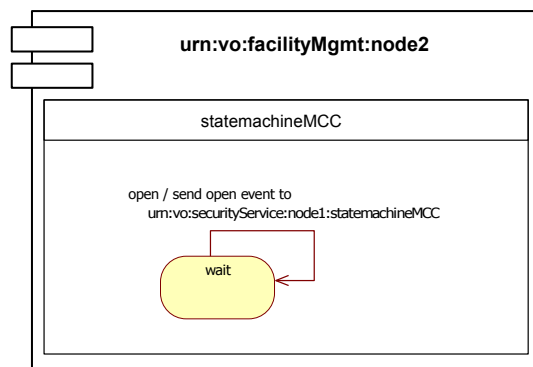 urn:vo:facilityMgmt:node2
statemachineMCC
open / send open event to
urn:vo:securityService:node1:statemachineMCC
wait